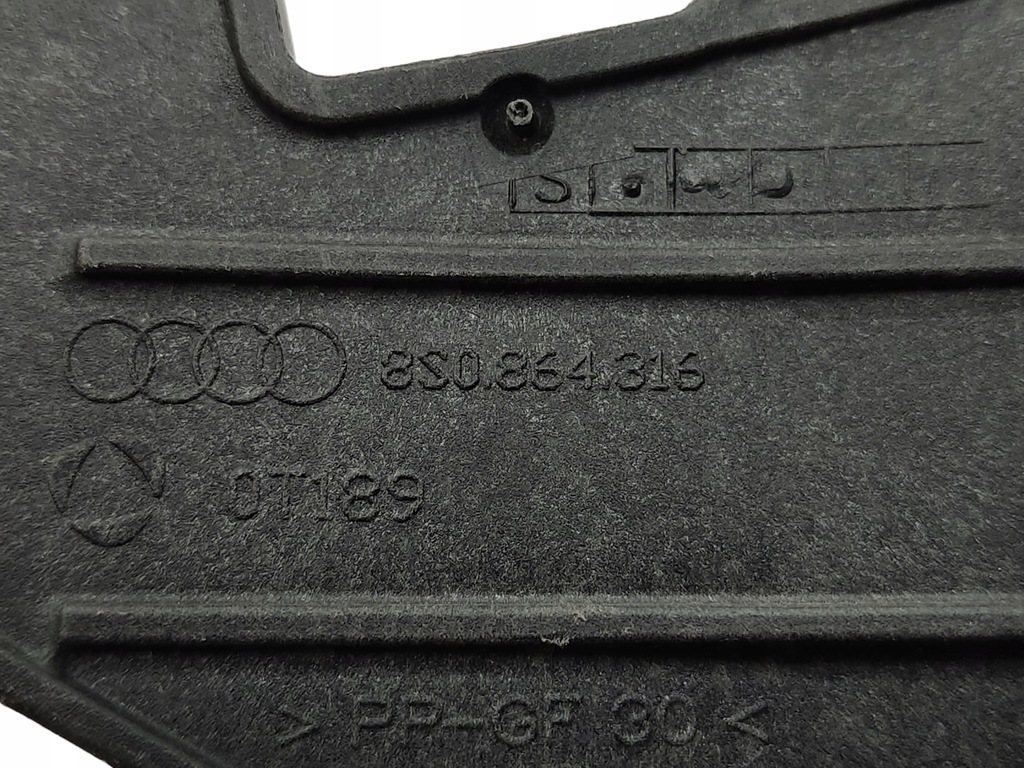 8S0.864.316
0T189
> PP-GF 30 <